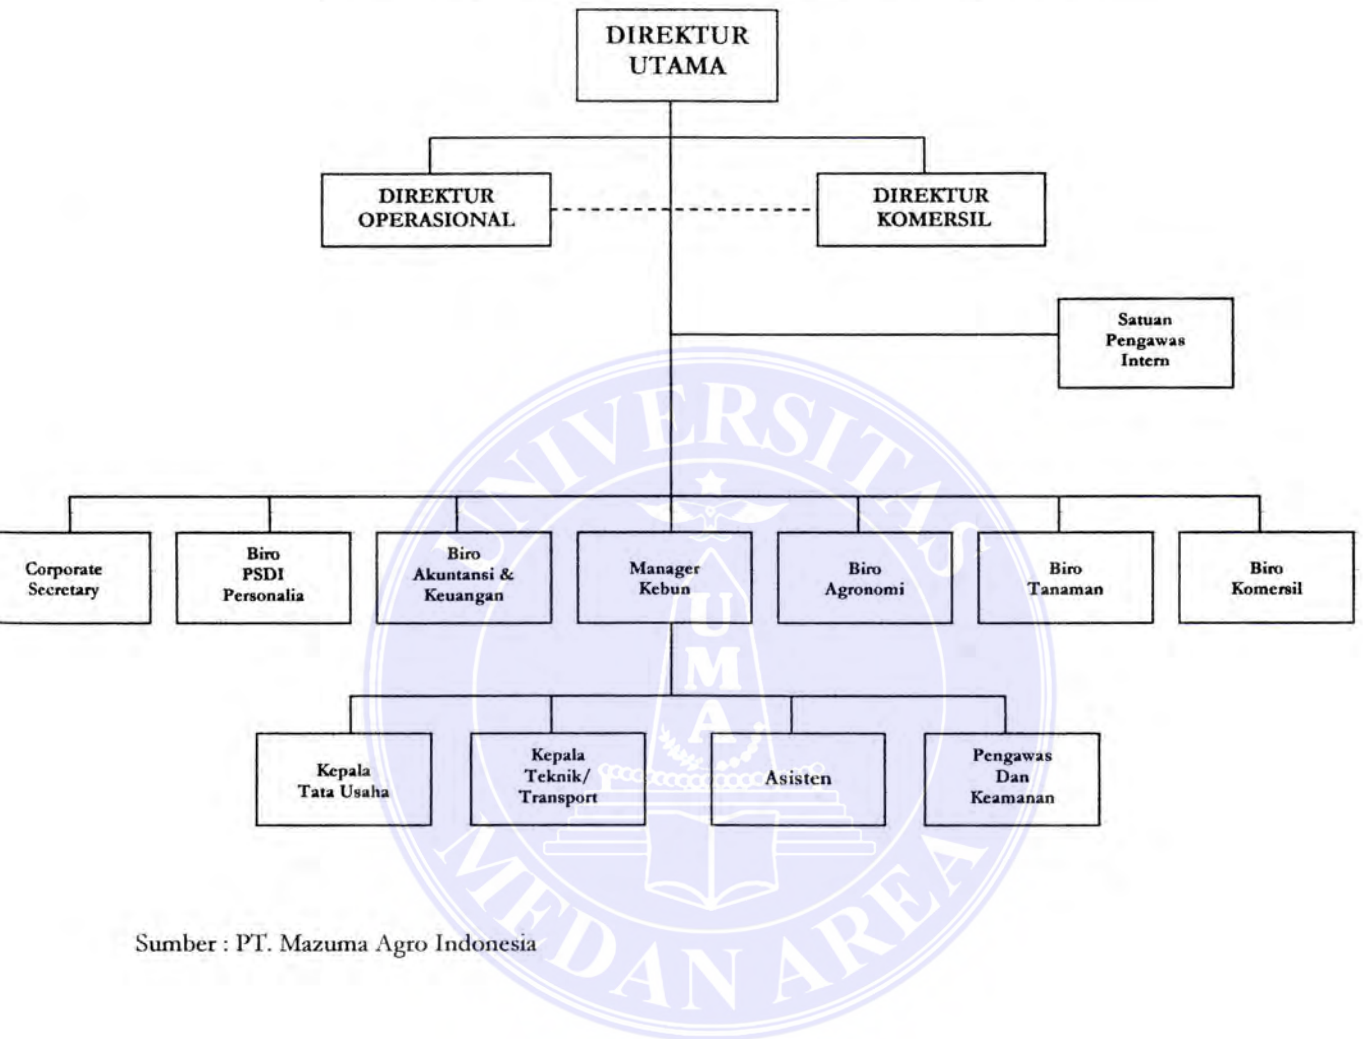 DIREKTUR
UTAMA
DIREKTUR
OPERASIONAL
DIREKTUR
KOMERSIL
Satuan
Pengawas
Intern
Corporate
Secretary
Biro
PSDI
Personalia
Biro
Akuntansi &
Keuangan
Manager
Kebun
Biro
Agronomi
Biro
Tanaman
Biro
Komersil
Kepala
Tata Usaha
Kepala
Teknik/
Transport
Asisten
Pengawas
Dan
Keamanan
Sumber : PT. Mazuma Agro Indonesia
UNIVERSITAS
MEDAN AREA
UMA